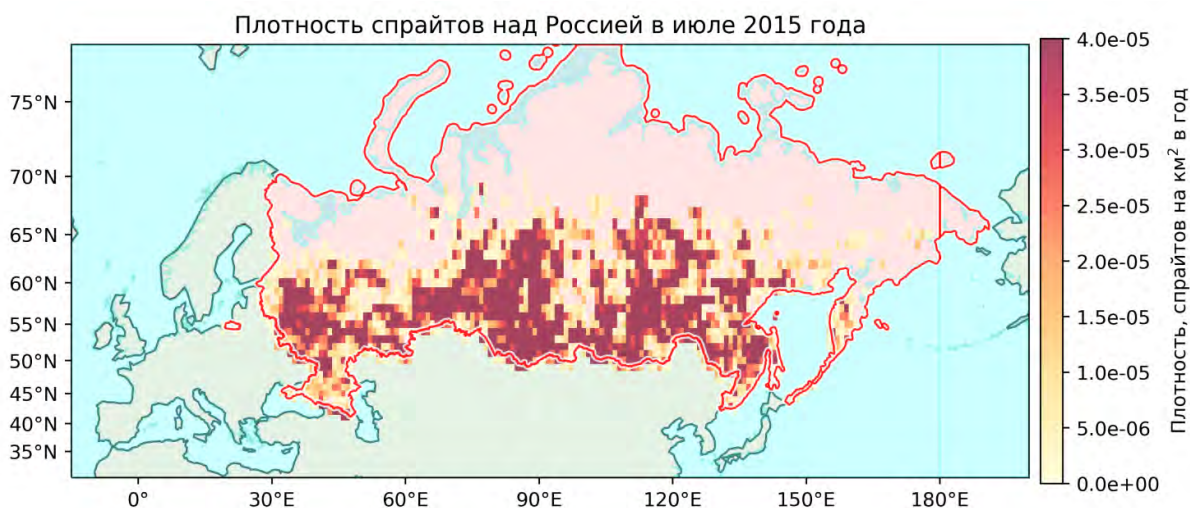 Плотность спрайтов над Россией в июле 2015 года
75°N
70°N
65°N
60°N
55°N
50°N
45°N
40°N
35°N
0°
30°E
60°E
90°E
120°E
150°E
180°E
4.0e-05
3.5e-05
3.0e-05
2.5e-05
2.0e-05
1.5e-05
1.0e-05
5.0e-06
0.0e+00
Плотность, спрайтов на км² в год